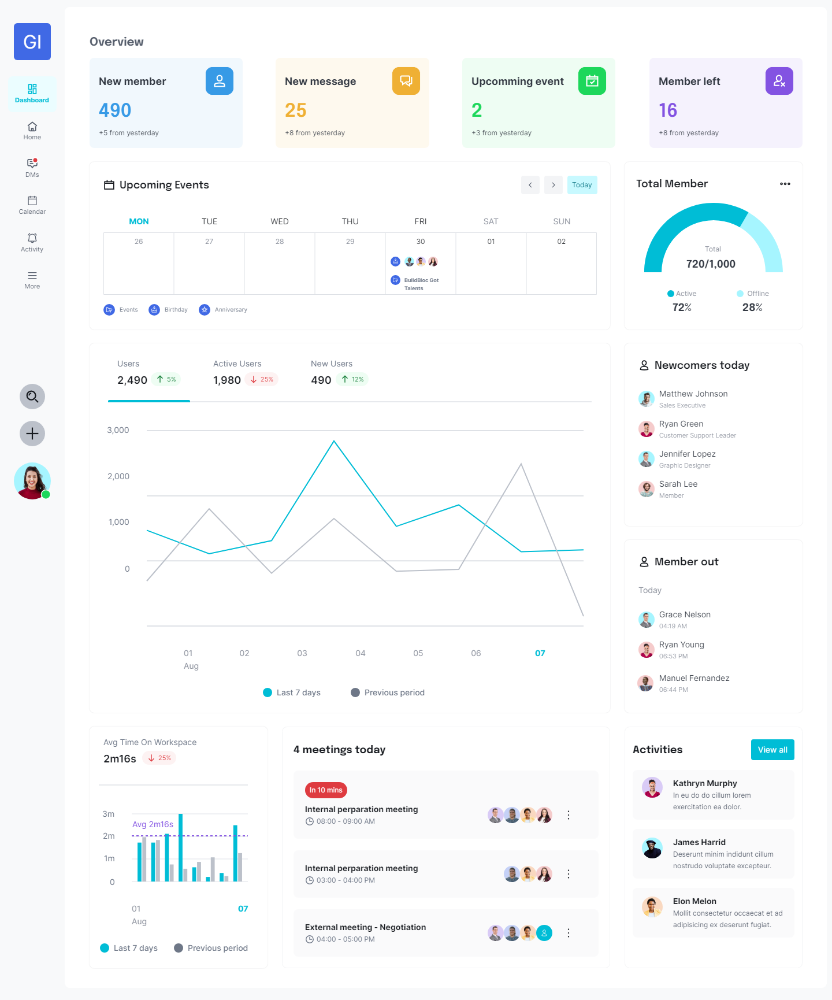 GI
Dashboard
Home
DMs
Calendar
Activity
More
Overview
New member
490
+5 from yesterday
New message
25
+8 from yesterday
Upcomming event
2
+3 from yesterday
Member left
16
+8 from yesterday
Upcoming Events
Today
MON TUE WED THU FRI SAT SUN
26 27 28 29 30 01 02
BuildBloc Got
Talents
Events Birthday Anniversary
Total Member
Total
720/1,000
Active Offline
72% 28%
Users
2,490 5%
Active Users
1,980 25%
New Users
490 12%
3,000
2,000
1,000
0
01 02 03 04 05 06 07
Aug
Last 7 days Previous period
Newcomers today
Matthew Johnson
Sales Executive
Ryan Green
Customer Support Leader
Jennifer Lopez
Graphic Designer
Sarah Lee
Member
Member out
Today
Grace Nelson
04:19 AM
Ryan Young
06:53 PM
Manuel Fernandez
06:44 PM
Avg Time On Workspace
2m16s 25%
3m
Avg 2m16s
2m
1m
0
01 07
Aug
Last 7 days Previous period
4 meetings today
In 10 mins
Internal perparation meeting
08:00 - 09:00 AM
Internal perparation meeting
03:00 - 04:00 PM
External meeting - Negotiation
04:00 - 05:00 PM
Activities
View all
Kathryn Murphy
In eu do do cillum lorem
exercitation ea dolor.
James Harrid
Deserunt minim indidunt cillum
nostrudo voluptate excepteur.
Elon Melon
Mollit consectetur occaecat et ad
adipisicing ex deserunt fugiat.